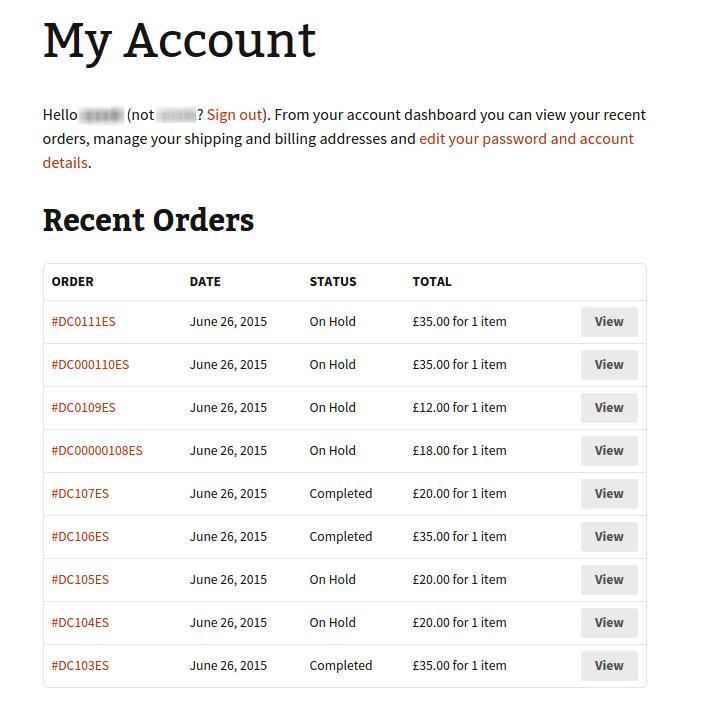 My Account
Hello (not ? Sign out). From your account dashboard you can view your recent
orders, manage your shipping and billing addresses and edit your password and account
details.
Recent Orders
ORDER DATE STATUS TOTAL
#DC0111ES June 26, 2015 On Hold £35.00 for 1 item View
#DC000110ES June 26, 2015 On Hold £35.00 for 1 item View
#DC0109ES June 26, 2015 On Hold £12.00 for 1 item View
#DC00000108ES June 26, 2015 On Hold £18.00 for 1 item View
#DC107ES June 26, 2015 Completed £20.00 for 1 item View
#DC106ES June 26, 2015 Completed £35.00 for 1 item View
#DC105ES June 26, 2015 On Hold £20.00 for 1 item View
#DC104ES June 26, 2015 On Hold £20.00 for 1 item View
#DC103ES June 26, 2015 Completed £35.00 for 1 item View